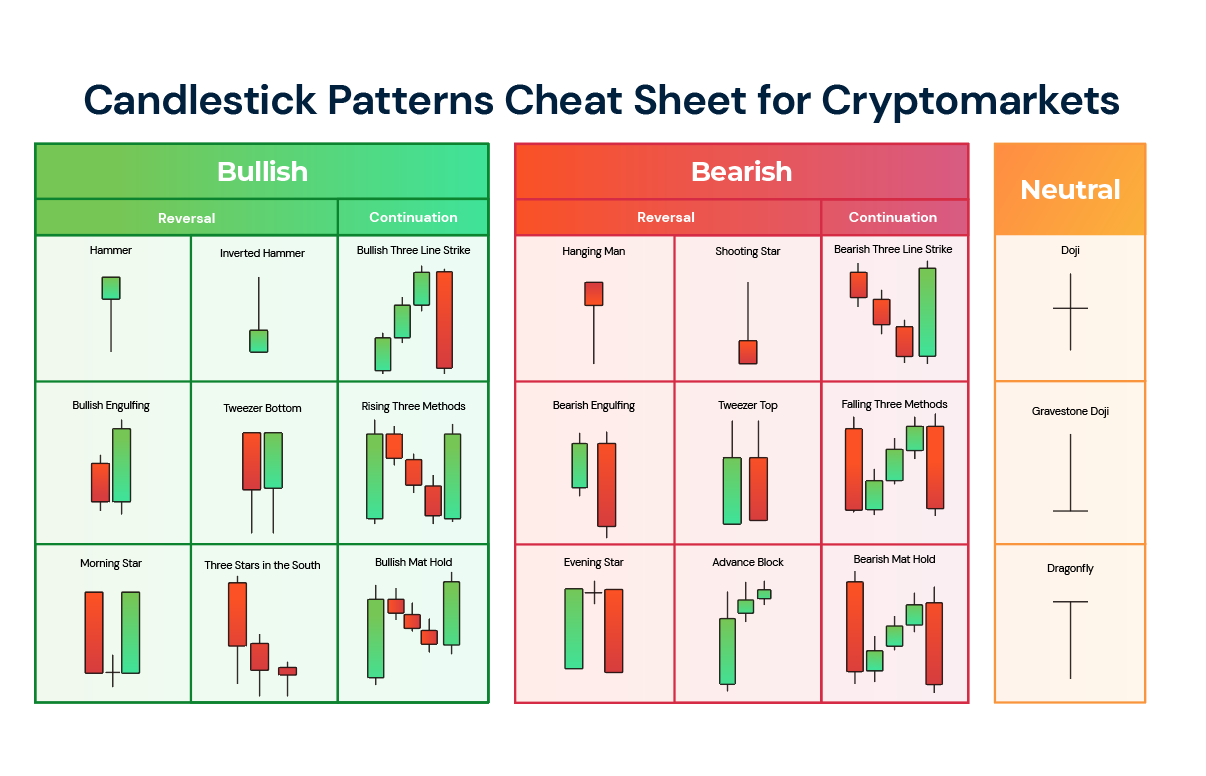 Candlestick Patterns Cheat Sheet for Cryptomarkets
Bullish
Reversal
Continuation
Hammer
Inverted Hammer
Bullish Three Line Strike
Bullish Engulfing
Tweezer Bottom
Rising Three Methods
Morning Star
Three Stars in the South
Bullish Mat Hold
Bearish
Reversal
Continuation
Hanging Man
Shooting Star
Bearish Three Line Strike
Bearish Engulfing
Tweezer Top
Falling Three Methods
Evening Star
Advance Block
Bearish Mat Hold
Neutral
Doji
Gravestone Doji
Dragonfly